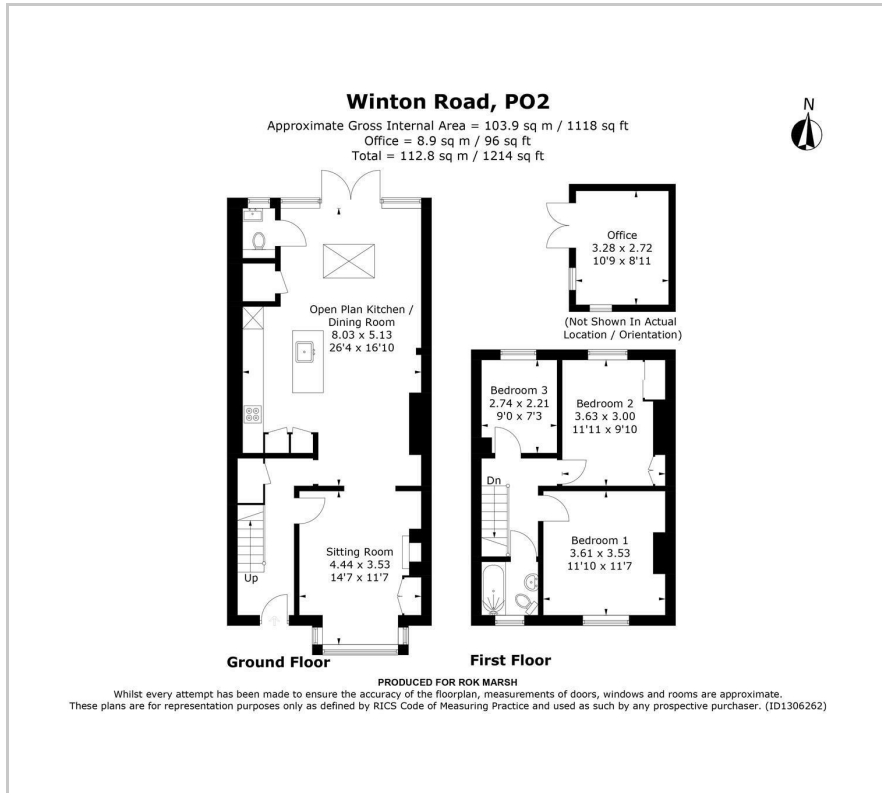 Winton Road, PO2
Approximate Gross Internal Area = 103.9 sq m / 1118 sq ft
Office = 8.9 sq m / 96 sq ft
Total = 112.8 sq m / 1214 sq ft
N
Office
3.28 x 2.72
10'9 x 8'11
(Not Shown In Actual
Location / Orientation)
Open Plan Kitchen /
Dining Room
8.03 x 5.13
26'4 x 16'10
Sitting Room
4.44 x 3.53
14'7 x 11'7
Up
Ground Floor
Bedroom 3
2.74 x 2.21
9'0 x 7'3
Bedroom 2
3.63 x 3.00
11'11 x 9'10
Dn
Bedroom 1
3.61 x 3.53
11'10 x 11'7
First Floor
PRODUCED FOR ROK MARSH
Whilst every attempt has been made to ensure the accuracy of the floorplan, measurements of doors, windows and rooms are approximate.
These plans are for representation purposes only as defined by RICS Code of Measuring Practice and used as such by any prospective purchaser. (ID1306262)